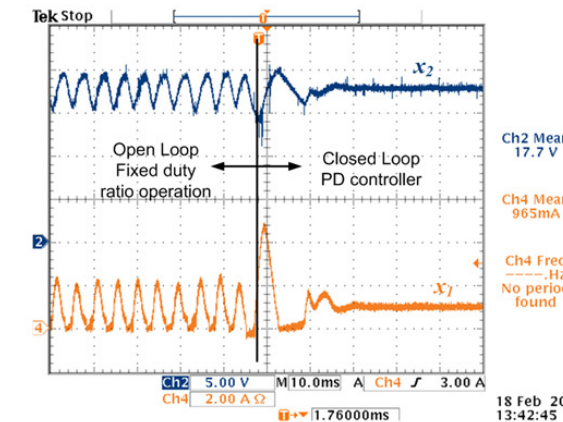 Tek Stop
T
T
x2
Open Loop
Fixed duty
ratio operation
Closed Loop
PD controller
Ch2 Mean
17.7 V
Ch4 Mean
965mA
2
Ch4 Freq
----.Hz
No period
found
x1
4
Ch2 5.00 V M 10.0ms A Ch4 ʃ 3.00 A
Ch4 2.00 A Ω
T 1.76000ms
18 Feb 20
13:42:45